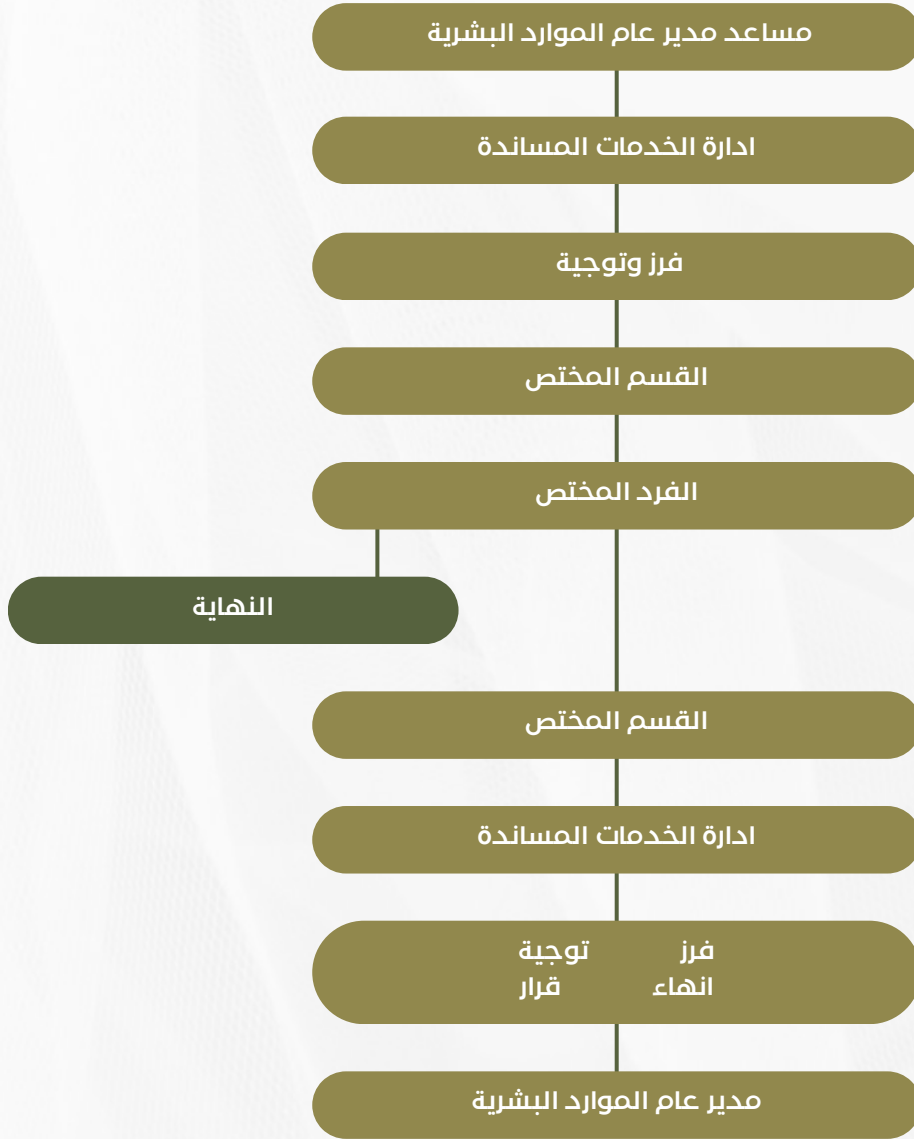 مساعد مدير عام الموارد البشرية
ادارة الخدمات المساندة
فرز وتوجية
القسم المختص
الفرد المختص
النهاية
القسم المختص
ادارة الخدمات المساندة
فرز توجية
انهاء قرار
مدير عام الموارد البشرية